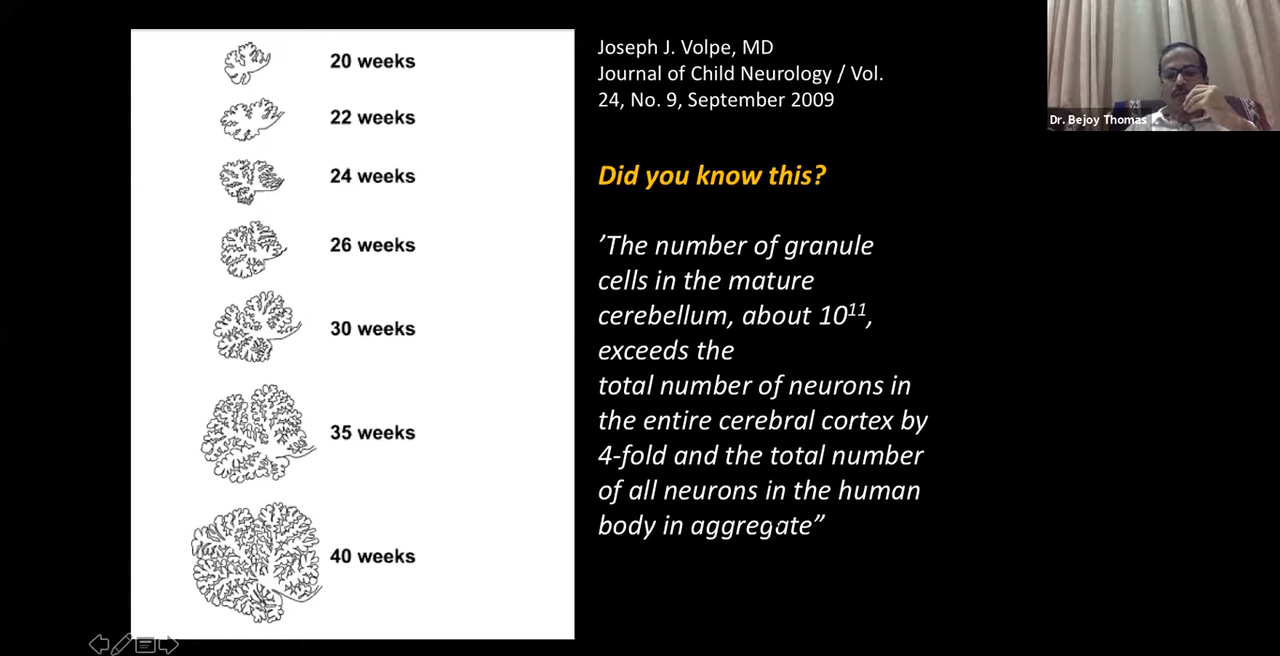 20 weeks
22 weeks
24 weeks
26 weeks
30 weeks
35 weeks
40 weeks
Joseph J. Volpe, MD
Journal of Child Neurology / Vol.
24, No. 9, September 2009
Did you know this?
’The number of granule
cells in the mature
cerebellum, about 10¹¹,
exceeds the
total number of neurons in
the entire cerebral cortex by
4-fold and the total number
of all neurons in the human
body in aggregate”
Dr. Bejoy Thomas